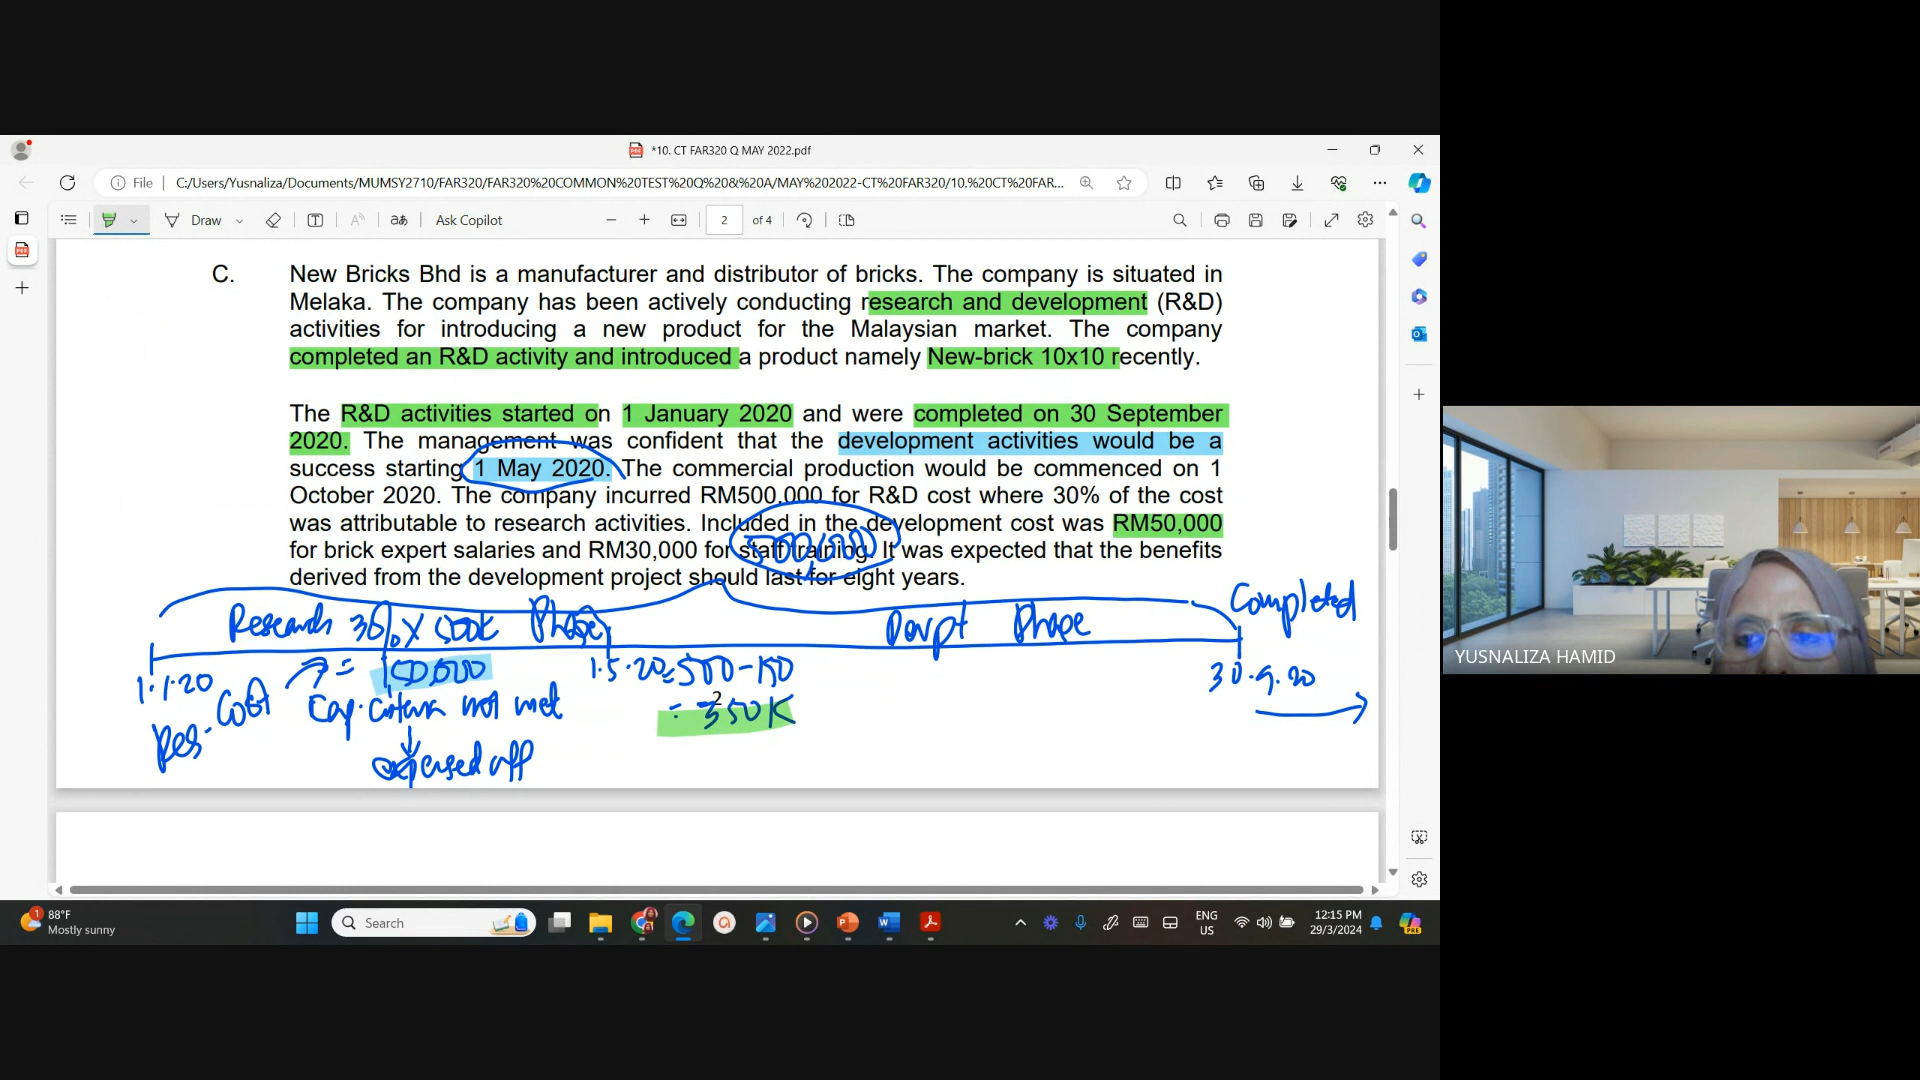 *10. CT FAR320 Q MAY 2022.pdf
File
C:/Users/Yusnaliza/Documents/MUMSY2710/FAR320/FAR320%20COMMON%20TEST%20Q%20&%20A/MAY%202022-CT%20FAR320/10.%20CT%20FAR...
Draw
Ask Copilot
2 of 4
C. New Bricks Bhd is a manufacturer and distributor of bricks. The company is situated in
Melaka. The company has been actively conducting research and development (R&D)
activities for introducing a new product for the Malaysian market. The company
completed an R&D activity and introduced a product namely New-brick 10x10 recently.
The R&D activities started on 1 January 2020 and were completed on 30 September
2020. The management was confident that the development activities would be a
success starting 1 May 2020. The commercial production would be commenced on 1
October 2020. The company incurred RM500,000 for R&D cost where 30% of the cost
was attributable to research activities. Included in the development cost was RM50,000
for brick expert salaries and RM30,000 for staff training. It was expected that the benefits
derived from the development project should last for eight years.
500,000
Completed
Research 30% x 500k Phase
Devpt Phase
1.1.20
= 150000
1.5.20
= 500-150
30.9.20
Res. Cost
Cap. Criteria not met
2
= 350K
expensed off
YUSNALIZA HAMID
1
88°F
Mostly sunny
Search
ENG
US
12:15 PM
29/3/2024
PRE